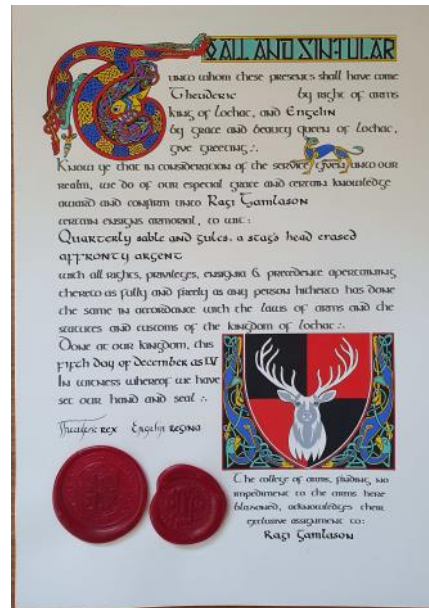 TO ALL AND SINGULAR
unto whom these presents shall have come
Theuderic by right of arms
king of Lochac, and Engelin
by grace and beauty queen of Lochac,
give greeting ∴
Know ye that in consideration of the service given unto our
realm, we do of our especial grace and certain knowledge
award and confirm unto Ragi Gamlason
certain ensigns armorial, to wit:
Quarterly sable and gules, a stag's head erased
affronty argent
with all rights, privileges, ensignia & precedence apertaining
thereto as fully and freely as any person hitherto has done
the same in accordance with the laws of arms and the
statutes and customs of the kingdom of Lochac ∴
Done at our kingdom, this
fifth day of December as LV
In witness whereof we have
set our hand and seal ∴
Theuderic rex Engelin regina
The college of arms, finding no
impediment to the arms here
blazoned, acknowledges their
exclusive assignment to:
Ragi Gamlason